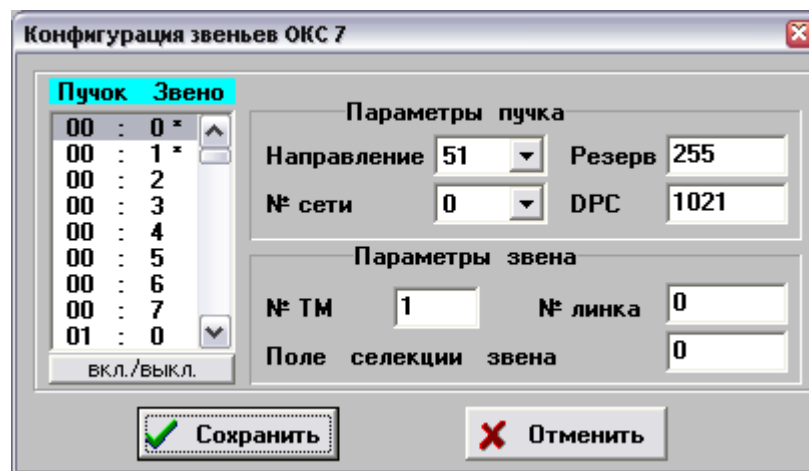 Конфигурация звеньев ОКС 7
Пучок Звено
00 : 0 *
00 : 1 *
00 : 2
00 : 3
00 : 4
00 : 5
00 : 6
00 : 7
01 : 0
вкл./выкл.
Параметры пучка
Направление 51 Резерв 255
№ сети 0 DPC 1021
Параметры звена
№ ТМ 1 № линка 0
Поле селекции звена 0
Сохранить Отменить